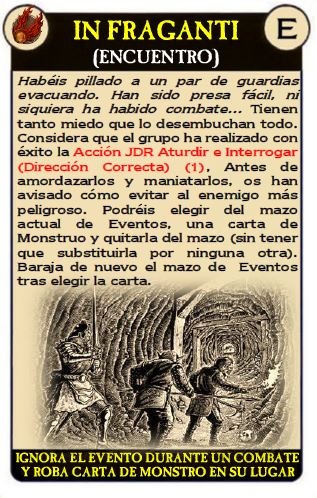 IN FRAGANTI
E
(ENCUENTRO)
Habéis pillado a un par de guardias
evacuando. Han sido presa fácil, ni
siquiera ha habido combate... Tienen
tanto miedo que lo desembuchan todo.
Considera que el grupo ha realizado con
éxito la Acción JDR Aturdir e Interrogar
(Dirección Correcta) (1), Antes de
amordazarlos y maniatarlos, os han
avisado cómo evitar al enemigo más
peligroso. Podréis elegir del mazo
actual de Eventos, una carta de
Monstruo y quitarla del mazo (sin tener
que substituirla por ninguna otra).
Baraja de nuevo el mazo de Eventos
tras elegir la carta.
IGNORA EL EVENTO DURANTE UN COMBATE
Y ROBA CARTA DE MONSTRO EN SU LUGAR